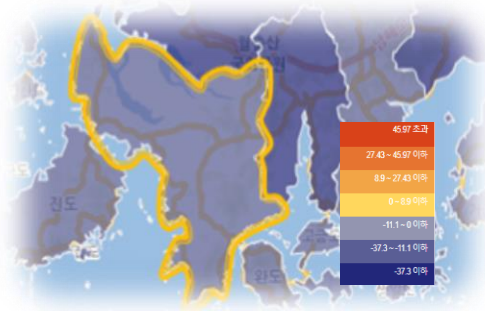 진도
완도
45.97 초과
27.43 ~ 45.97 이하
8.9 ~ 27.43 이하
0 ~ 8.9 이하
-11.1 ~ 0 이하
-37.3 ~ -11.1 이하
-37.3 이하